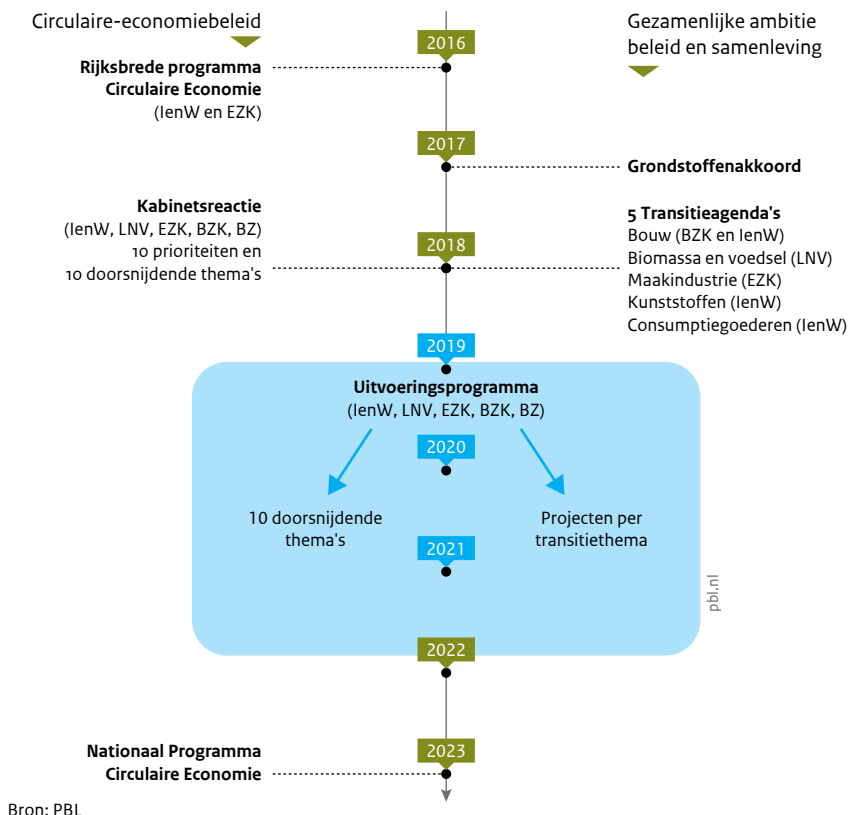 Circulaire-economiebeleid
Gezamenlijke ambitie
beleid en samenleving
2016
Rijksbrede programma
Circulaire Economie
(IenW en EZK)
2017
Grondstoffenakkoord
Kabinetsreactie
(IenW, LNV, EZK, BZK, BZ)
10 prioriteiten en
10 doorsnijdende thema's
2018
5 Transitieagenda's
Bouw (BZK en IenW)
Biomassa en voedsel (LNV)
Maakindustrie (EZK)
Kunststoffen (IenW)
Consumptiegoederen (IenW)
2019
Uitvoeringsprogramma
(IenW, LNV, EZK, BZK, BZ)
2020
10 doorsnijdende
thema's
Projecten per
transitiethema
2021
pbl.nl
2022
2023
Nationaal Programma
Circulaire Economie
Bron: PBL